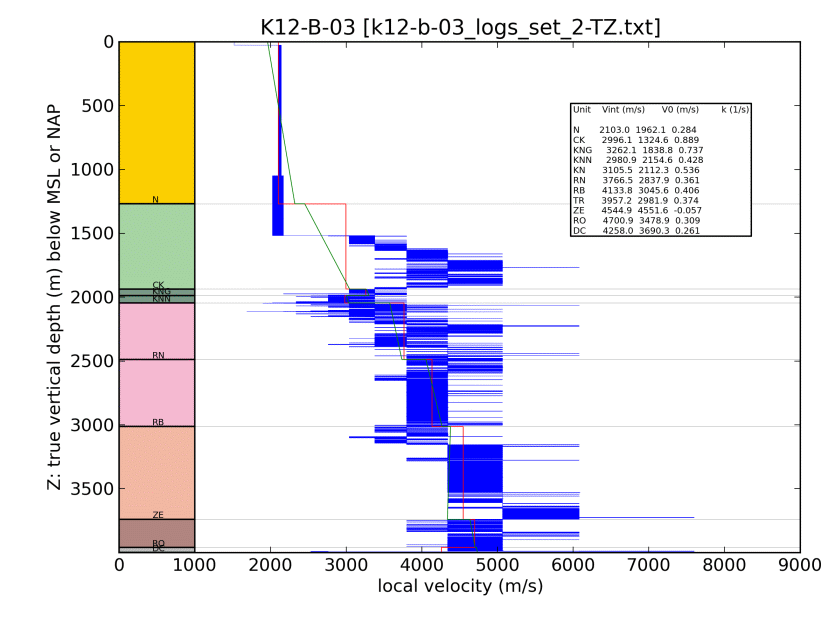 K12-B-03 [k12-b-03_logs_set_2-TZ.txt]
Z: true vertical depth (m) below MSL or NAP
0
500
1000
1500
2000
2500
3000
3500
N
CK
KNG
KNN
RN
RB
ZE
RO
DC
Unit Vint (m/s) V0 (m/s) k (1/s)
N 2103.0 1962.1 0.284
CK 2996.1 1324.6 0.889
KNG 3262.1 1838.8 0.737
KNN 2980.9 2154.6 0.428
KN 3105.5 2112.3 0.536
RN 3766.5 2837.9 0.361
RB 4133.8 3045.6 0.406
TR 3957.2 2981.9 0.374
ZE 4544.9 4551.6 -0.057
RO 4700.9 3478.9 0.309
DC 4258.0 3690.3 0.261
0 1000 2000 3000 4000 5000 6000 7000 8000 9000
local velocity (m/s)